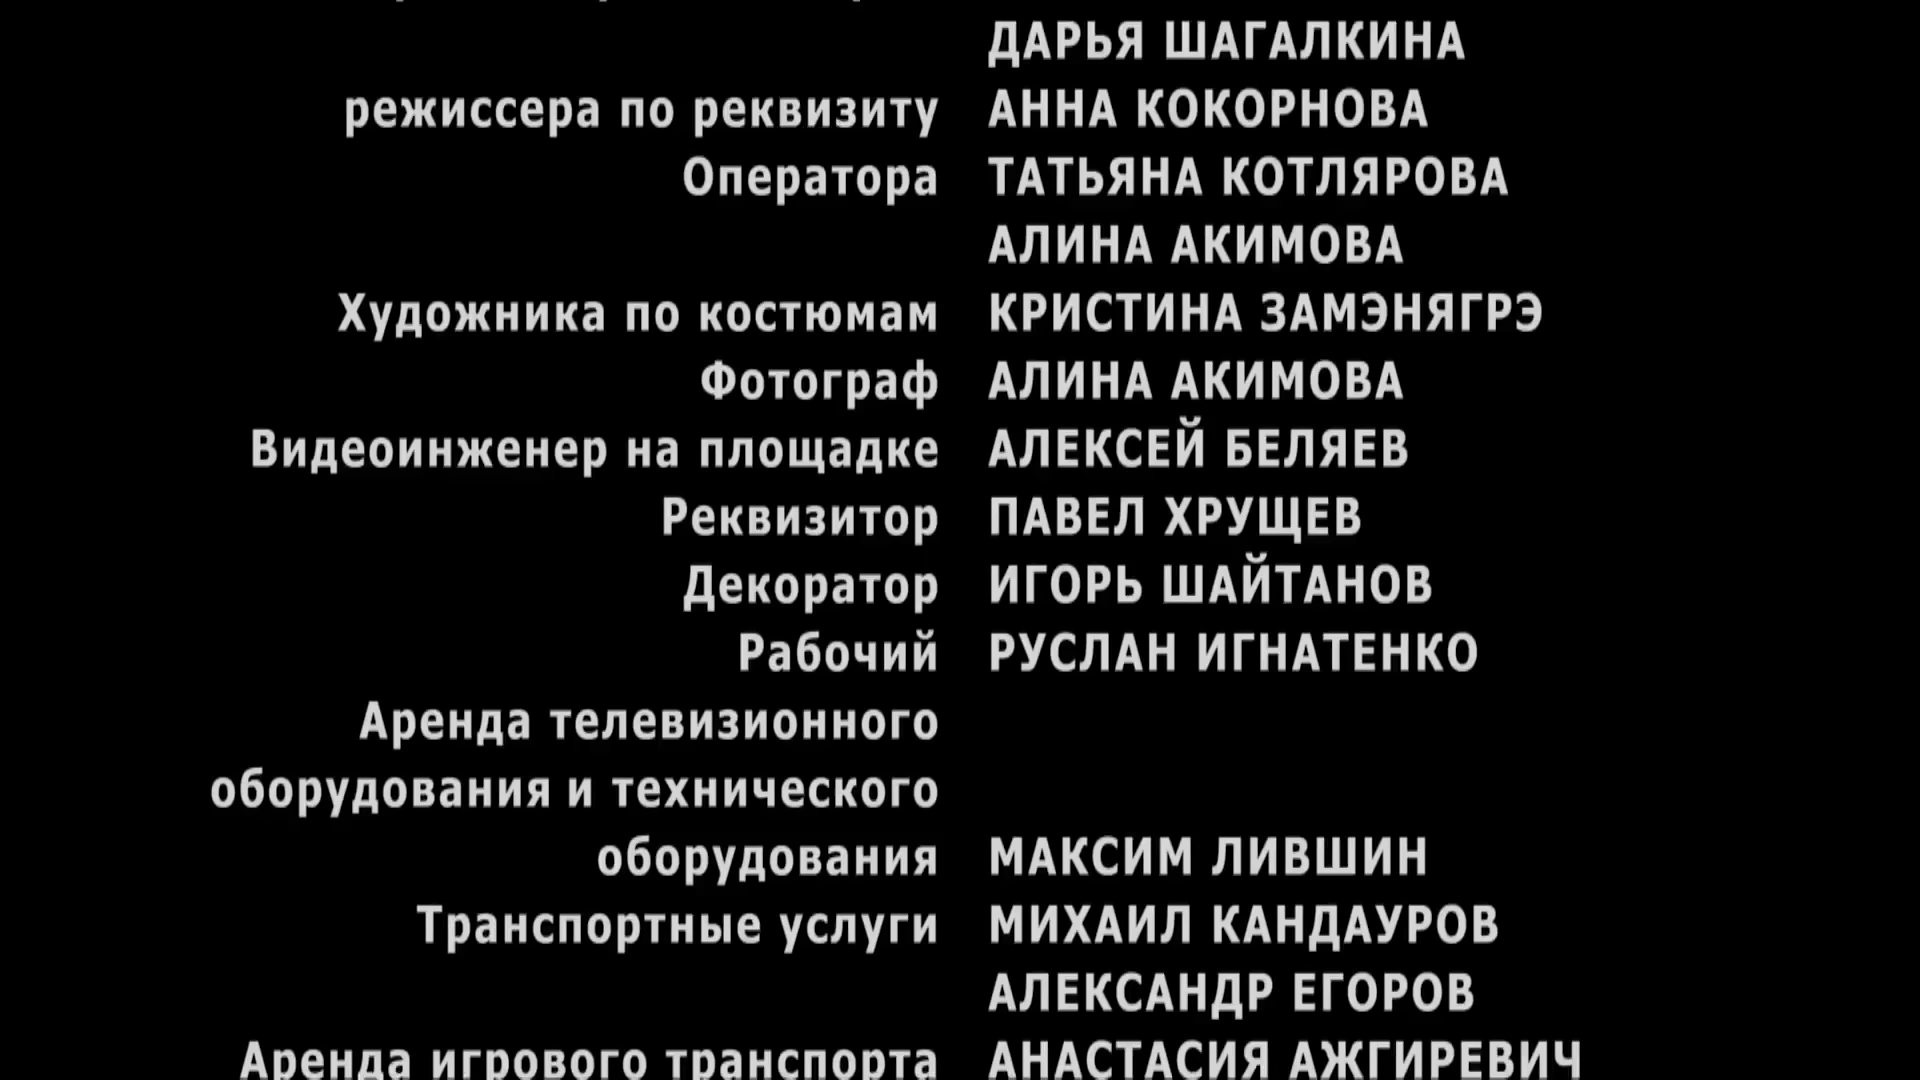 ДАРЬЯ ШАГАЛКИНА
режиссера по реквизиту АННА КОКОРНОВА
Оператора ТАТЬЯНА КОТЛЯРОВА
АЛИНА АКИМОВА
Художника по костюмам КРИСТИНА ЗАМЭНЯГРЭ
Фотограф АЛИНА АКИМОВА
Видеоинженер на площадке АЛЕКСЕЙ БЕЛЯЕВ
Реквизитор ПАВЕЛ ХРУЩЕВ
Декоратор ИГОРЬ ШАЙТАНОВ
Рабочий РУСЛАН ИГНАТЕНКО
Аренда телевизионного
оборудования и технического
оборудования МАКСИМ ЛИВШИН
Транспортные услуги МИХАИЛ КАНДАУРОВ
АЛЕКСАНДР ЕГОРОВ
Аренда игрового транспорта АНАСТАСИЯ АЖГИРЕВИЧ